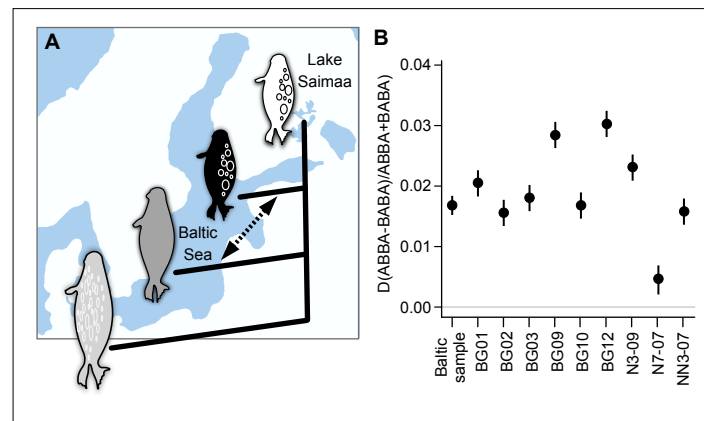 A
Lake
Saimaa
Baltic
Sea
B
D(ABBA-BABA)/ABBA+BABA)
0.04
0.03
0.02
0.01
0.00
Baltic
sample
BG01
BG02
BG03
BG09
BG10
BG12
N3-09
N7-07
NN3-07